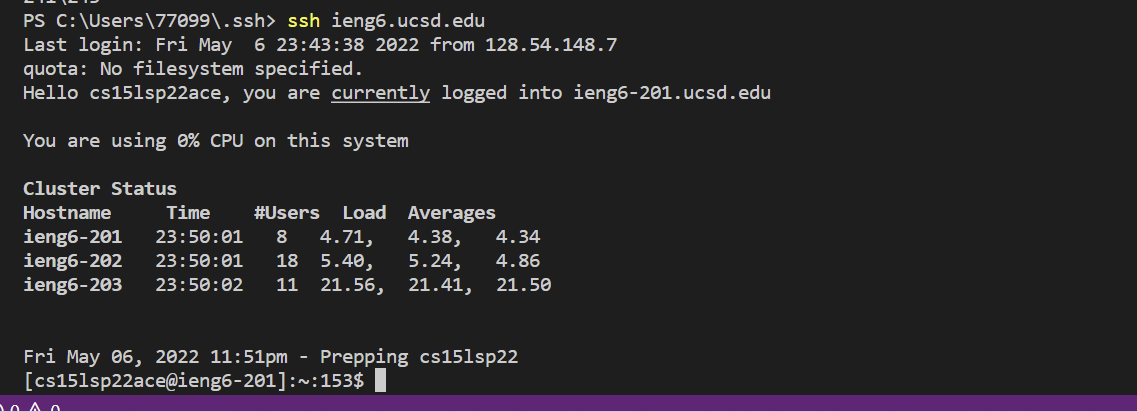 PS C:\Users\77099\.ssh> ssh ieng6.ucsd.edu
Last login: Fri May  6 23:43:38 2022 from 128.54.148.7
quota: No filesystem specified.
Hello cs15lsp22ace, you are currently logged into ieng6-201.ucsd.edu
You are using 0% CPU on this system
Cluster Status
Hostname     Time    #Users  Load  Averages
ieng6-201   23:50:01   8   4.71,   4.38,   4.34
ieng6-202   23:50:01   18  5.40,   5.24,   4.86
ieng6-203   23:50:02   11  21.56,  21.41,  21.50
Fri May 06, 2022 11:51pm - Prepping cs15lsp22
[cs15lsp22ace@ieng6-201]:~:153$